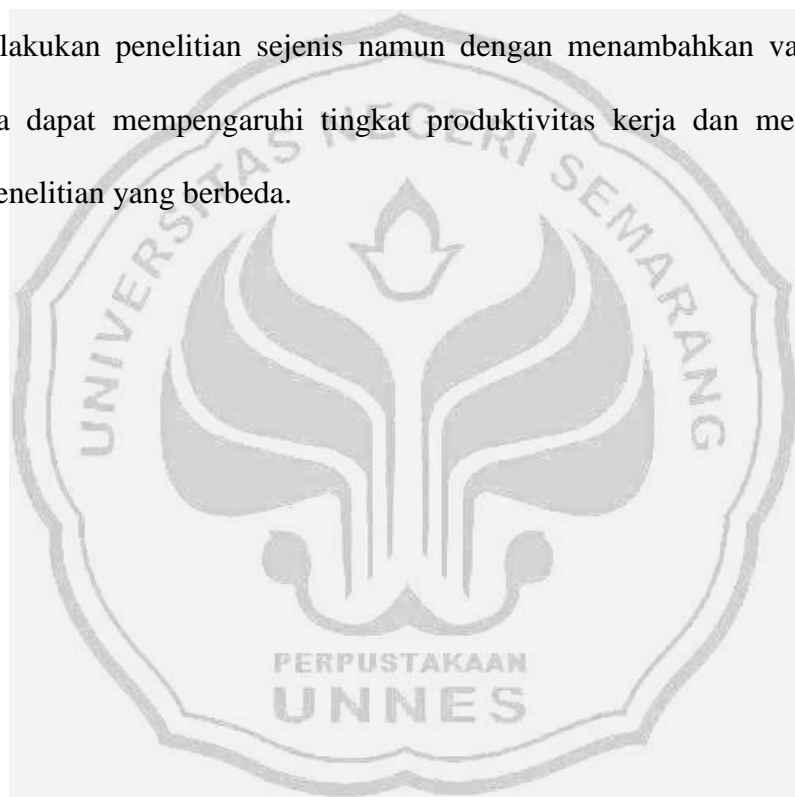 lakukan penelitian sejenis namun dengan menambahkan va
a dapat mempengaruhi tingkat produktivitas kerja dan me
enelitian yang berbeda.
UNIVERSITAS NEGERI SEMARANG
PERPUSTAKAAN
UNNES